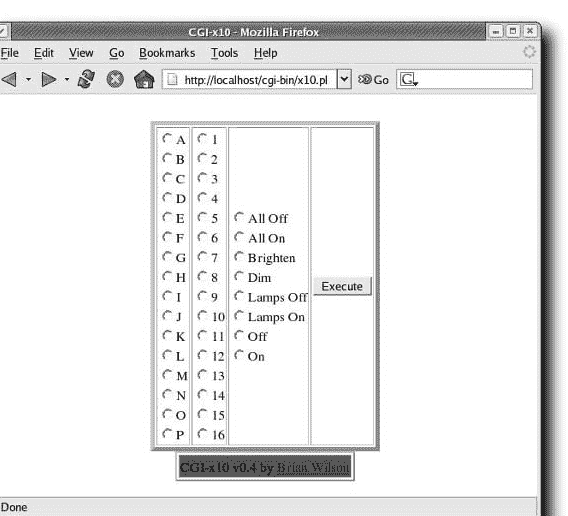 CGI-x10 - Mozilla Firefox
File Edit View Go Bookmarks Tools Help
http://localhost/cgi-bin/x10.pl Go G
A 1
B 2
C 3
D 4
E 5 All Off
F 6 All On
G 7 Brighten
H 8 Dim
Execute
I 9 Lamps Off
J 10 Lamps On
K 11 Off
L 12 On
M 13
N 14
O 15
P 16
CGI-x10 v0.4 by Brian Wilson
Done